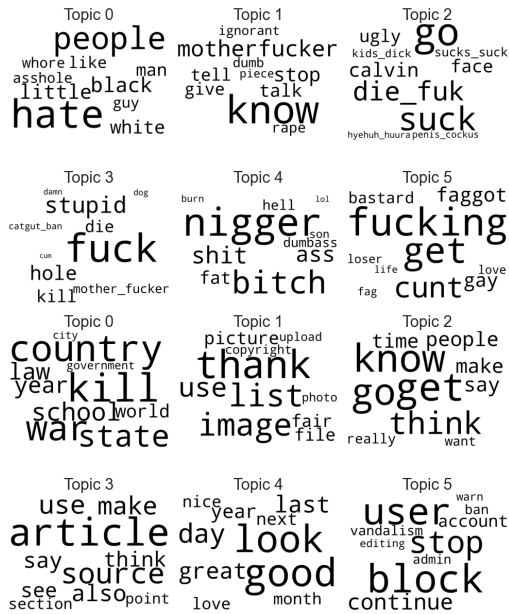 Topic 0
people
whore like
man
asshole
black
little
guy
hate
white
Topic 1
ignorant
motherfucker
dumb
tell piece stop
give talk
know
rape
Topic 2
ugly go
kids_dick sucks_suck
calvin face
die_fuk
suck
hyehuh_huura penis_cockus
Topic 3
damn dog
stupid
catgut_ban die
fuck
cum
hole
mother_fucker
kill
Topic 4
burn lol
hell
nigger
son
dumbass
shit ass
fat bitch
Topic 5
bastard faggot
fucking
loser get
life love
gay
fag cunt
Topic 0
city
country
law government
year kill
school world
war state
Topic 1
picture upload
copyright
thank
use list photo
image fair
file
Topic 2
time people
know make
go get say
think
really want
Topic 3
use make
article
say think
source
see also point
section
Topic 4
nice last
year next
day look
great good
month
love
Topic 5
warn
user ban
account
vandalism
stop
editing
admin
block
continue